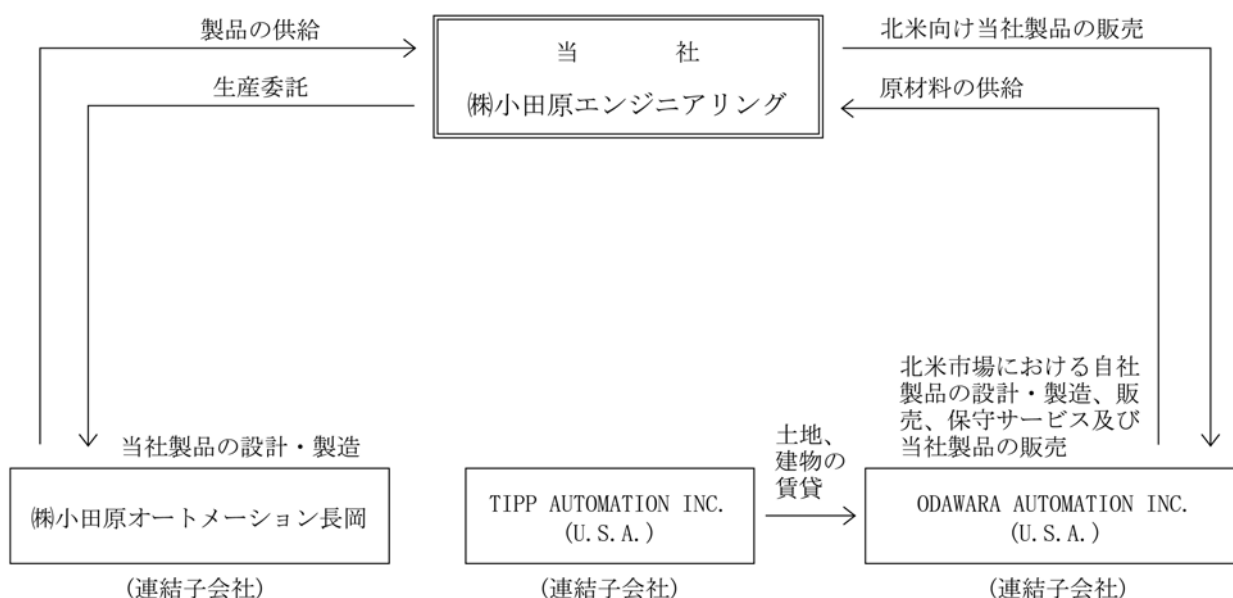 製品の供給
生産委託
当　　社
㈱小田原エンジニアリング
北米向け当社製品の販売
原材料の供給
当社製品の設計・製造
㈱小田原オートメーション長岡
(連結子会社)
TIPP AUTOMATION INC.
(U.S.A.)
(連結子会社)
土地、
建物の
賃貸
北米市場における自社
製品の設計・製造、販
売、保守サービス及び
当社製品の販売
ODAWARA AUTOMATION INC.
(U.S.A.)
(連結子会社)